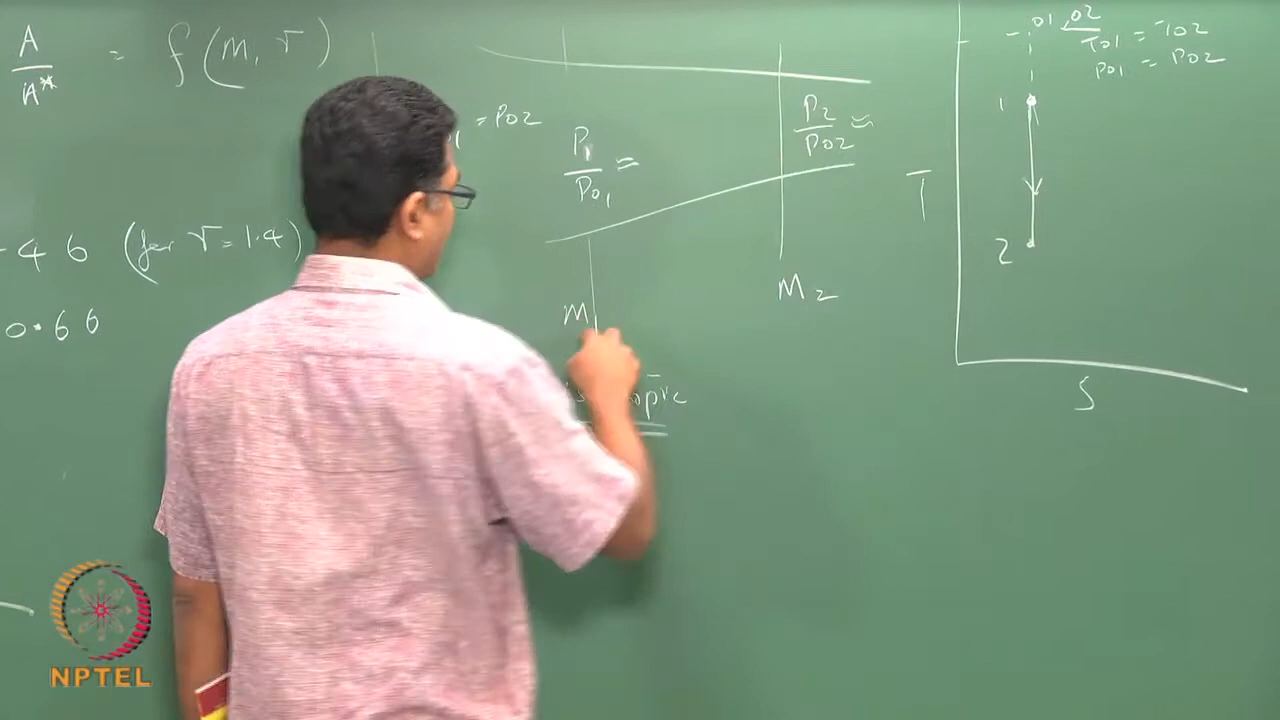 A
/
A* = f(M, γ)
46 (for γ = 1.4)
0.66
= P02
P1
/
P01 =
P2
/
P02 =
M
M2
01, 02
T01 = T02
P01 = P02
1
2
T
S
NPTEL